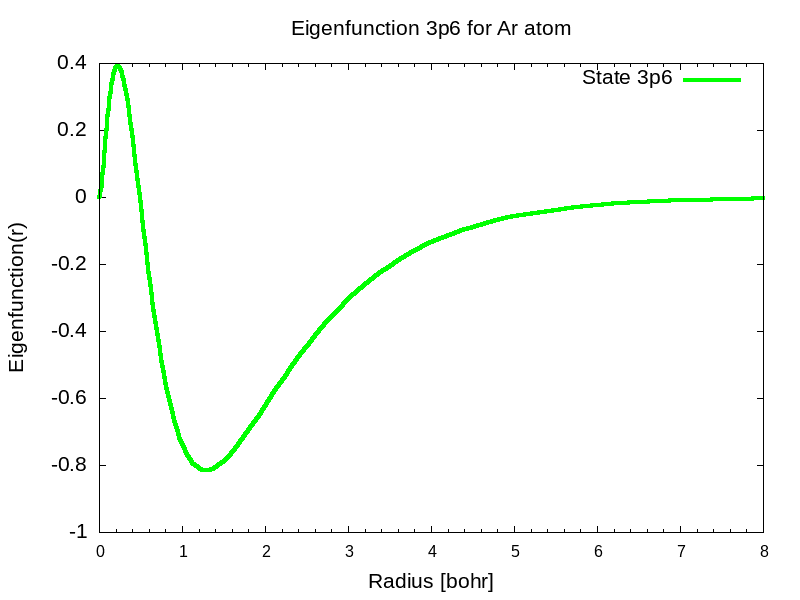 Eigenfunction 3p6 for Ar atom
State 3p6
0.4
0.2
0
-0.2
-0.4
-0.6
-0.8
-1
Eigenfunction(r)
0 1 2 3 4 5 6 7 8
Radius [bohr]